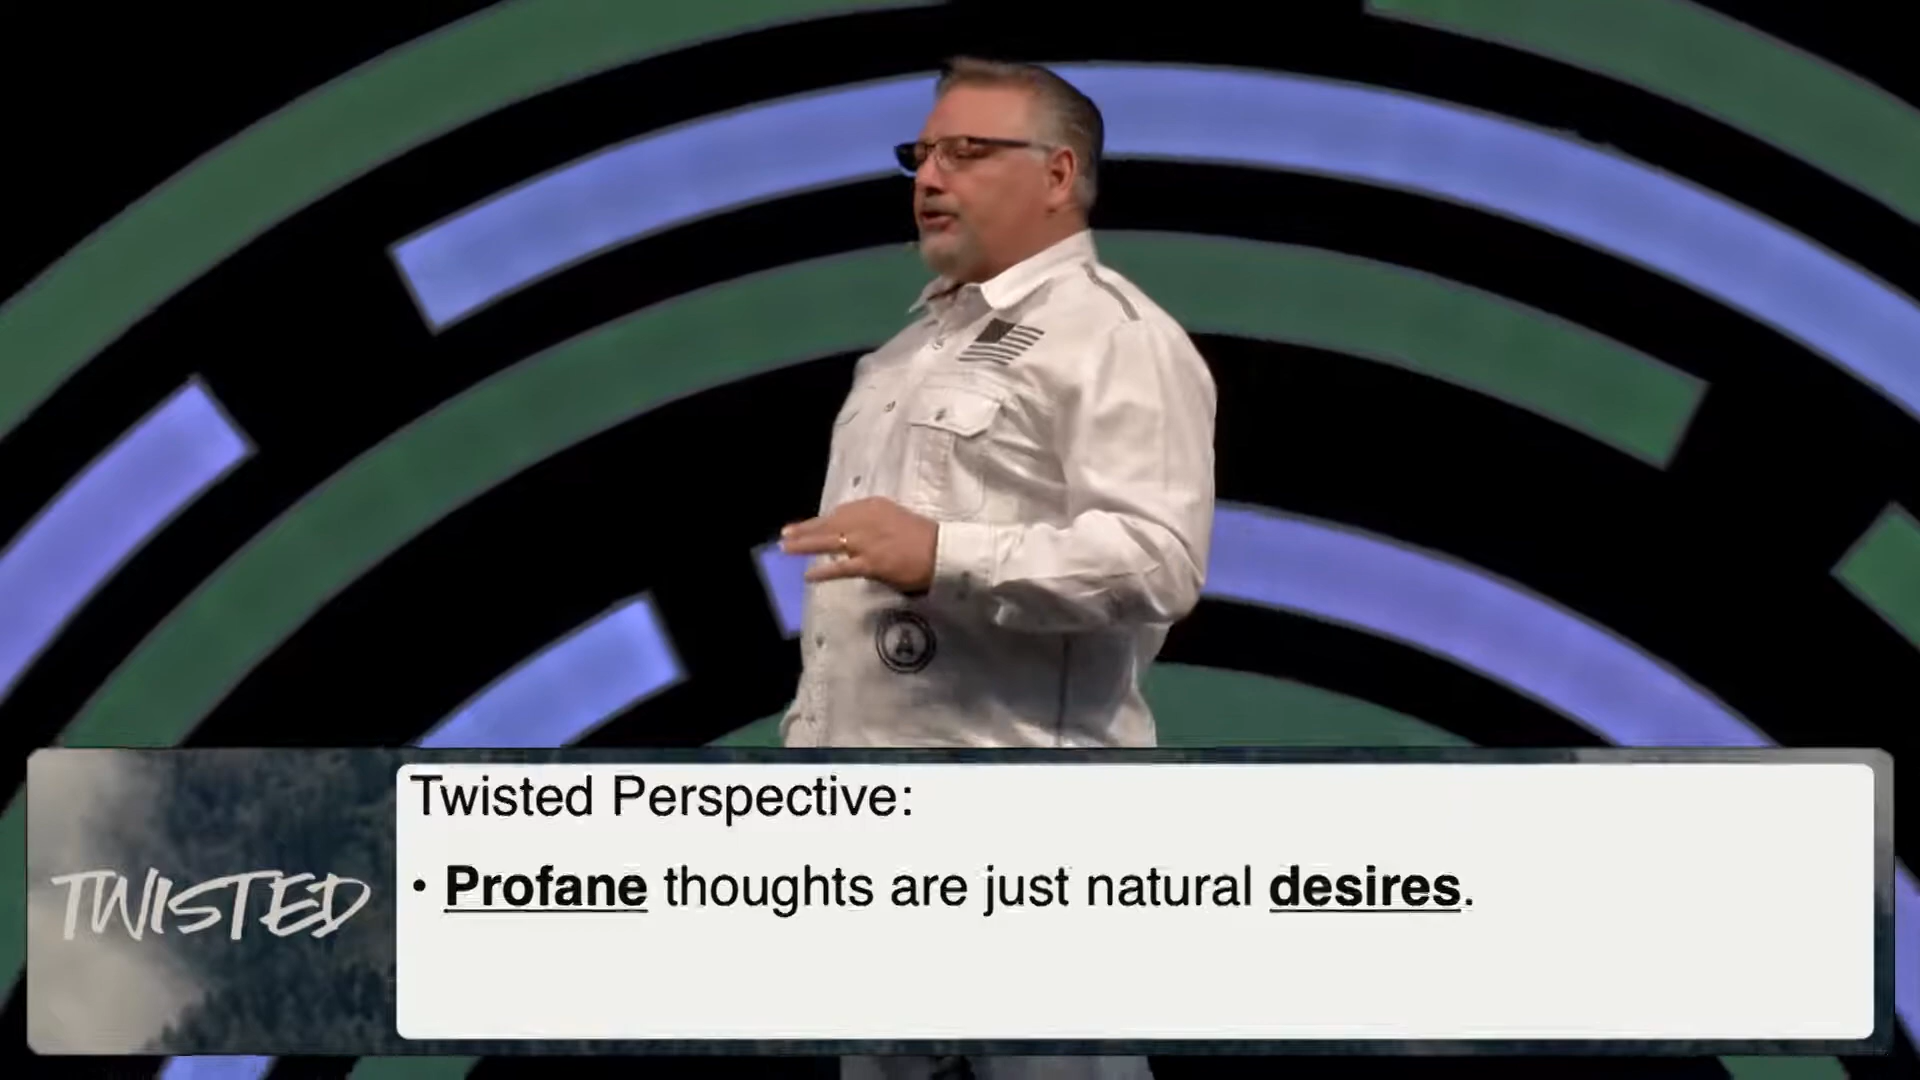 TWISTED
Twisted Perspective:
• Profane thoughts are just natural desires.